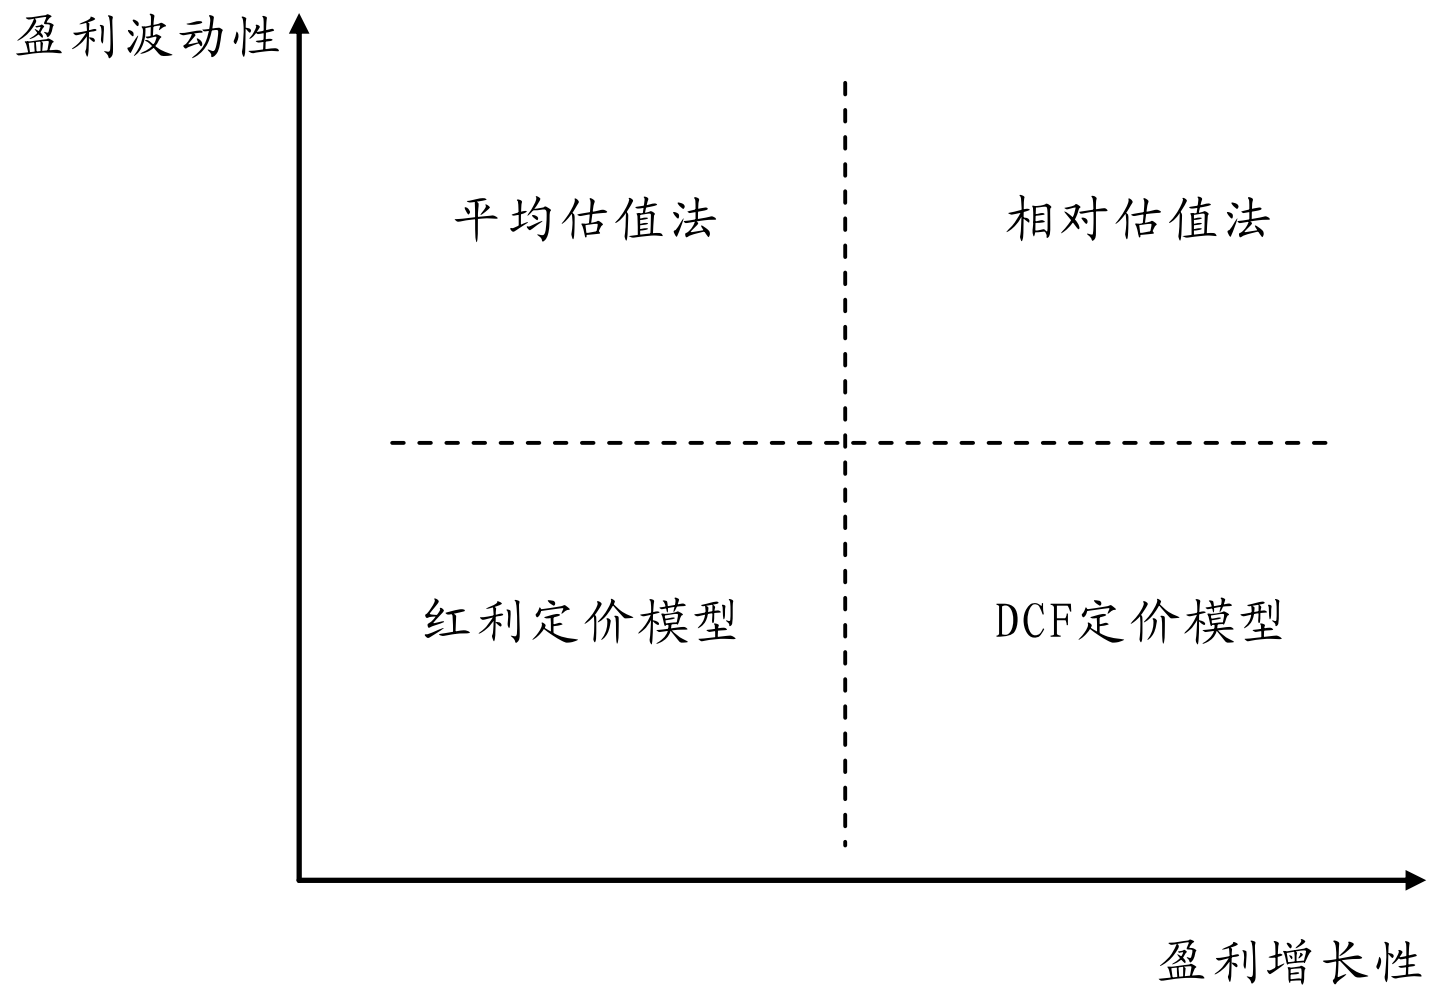 盈利波动性
平均估值法
相对估值法
红利定价模型
DCF定价模型
盈利增长性